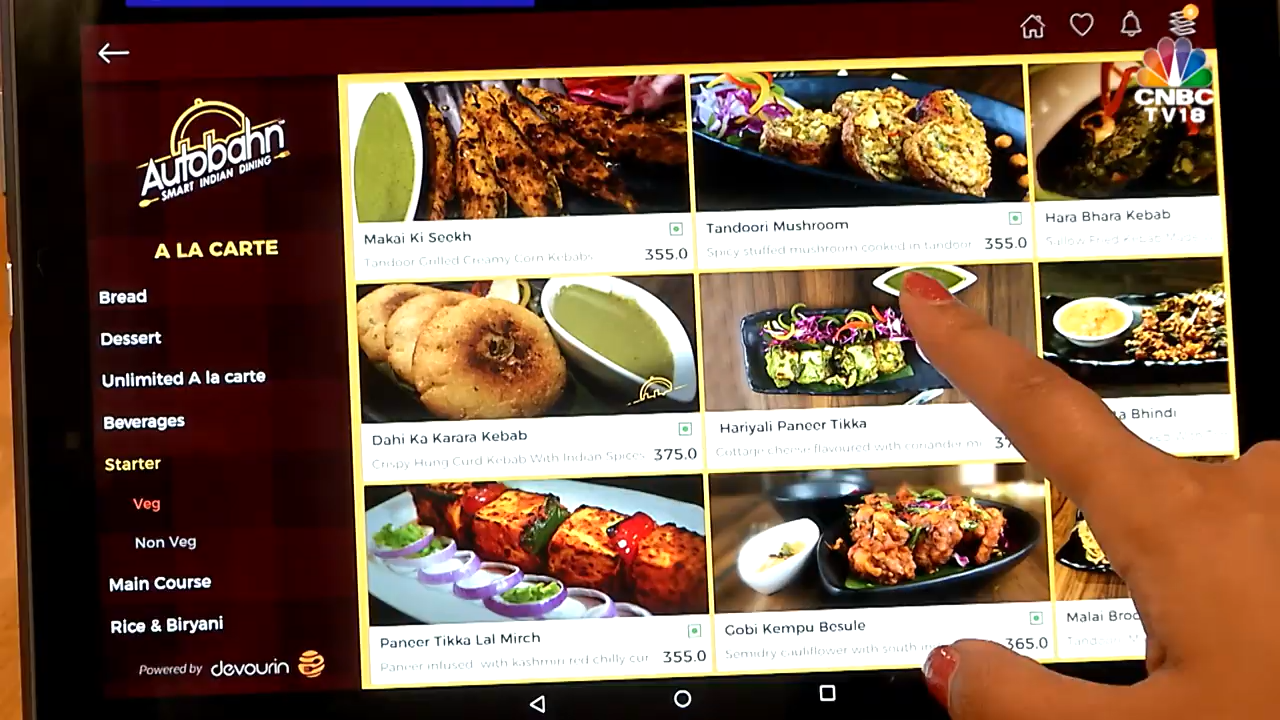 CNBC
TV18
Autobahn
SMART INDIAN DINING
A LA CARTE
Bread
Dessert
Unlimited A la carte
Beverages
Starter
Veg
Non Veg
Main Course
Rice & Biryani
Powered by devourin
Makai Ki Seekh
Tandoor Grilled Creamy Corn Kebabs
355.0
Tandoori Mushroom
Spicy stuffed mushroom cooked in tandoor
355.0
Hara Bhara Kebab
Dahi Ka Karara Kebab
Crispy Hung Curd Kebab With Indian Spices
375.0
Hariyali Paneer Tikka
Cottage cheese flavoured with coriander
Bhindi
Paneer Tikka Lal Mirch
Paneer infused with kashmiri red chilly
355.0
Gobi Kempu Besule
Semidry cauliflower with south
365.0
Malai